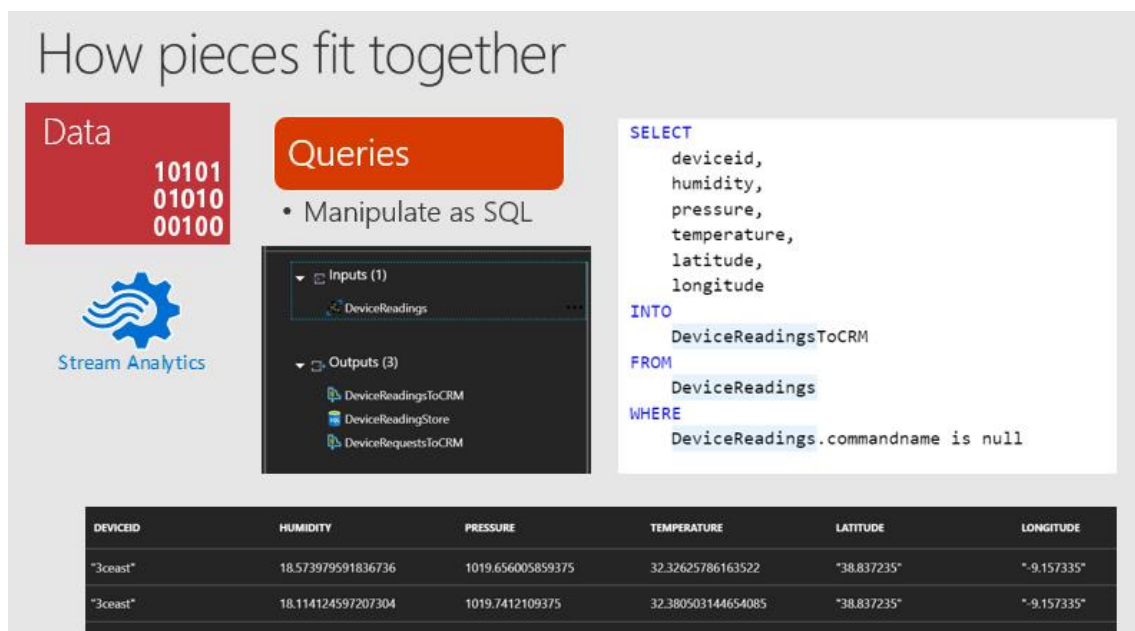 How pieces fit together
Data
10101
01010
00100
Stream Analytics
Queries
• Manipulate as SQL
Inputs (1)
DeviceReadings
...
Outputs (3)
DeviceReadingsToCRM
DeviceReadingStore
DeviceRequestsToCRM
SELECT
deviceid,
humidity,
pressure,
temperature,
latitude,
longitude
INTO
DeviceReadingsToCRM
FROM
DeviceReadings
WHERE
DeviceReadings.commandname is null
DEVICEID HUMIDITY PRESSURE TEMPERATURE LATITUDE LONGITUDE
"3ceast" 18.573979591836736 1019.656005859375 32.32625786163522 "38.837235" "-9.157335"
"3ceast" 18.114124597207304 1019.7412109375 32.380503144654085 "38.837235" "-9.157335"